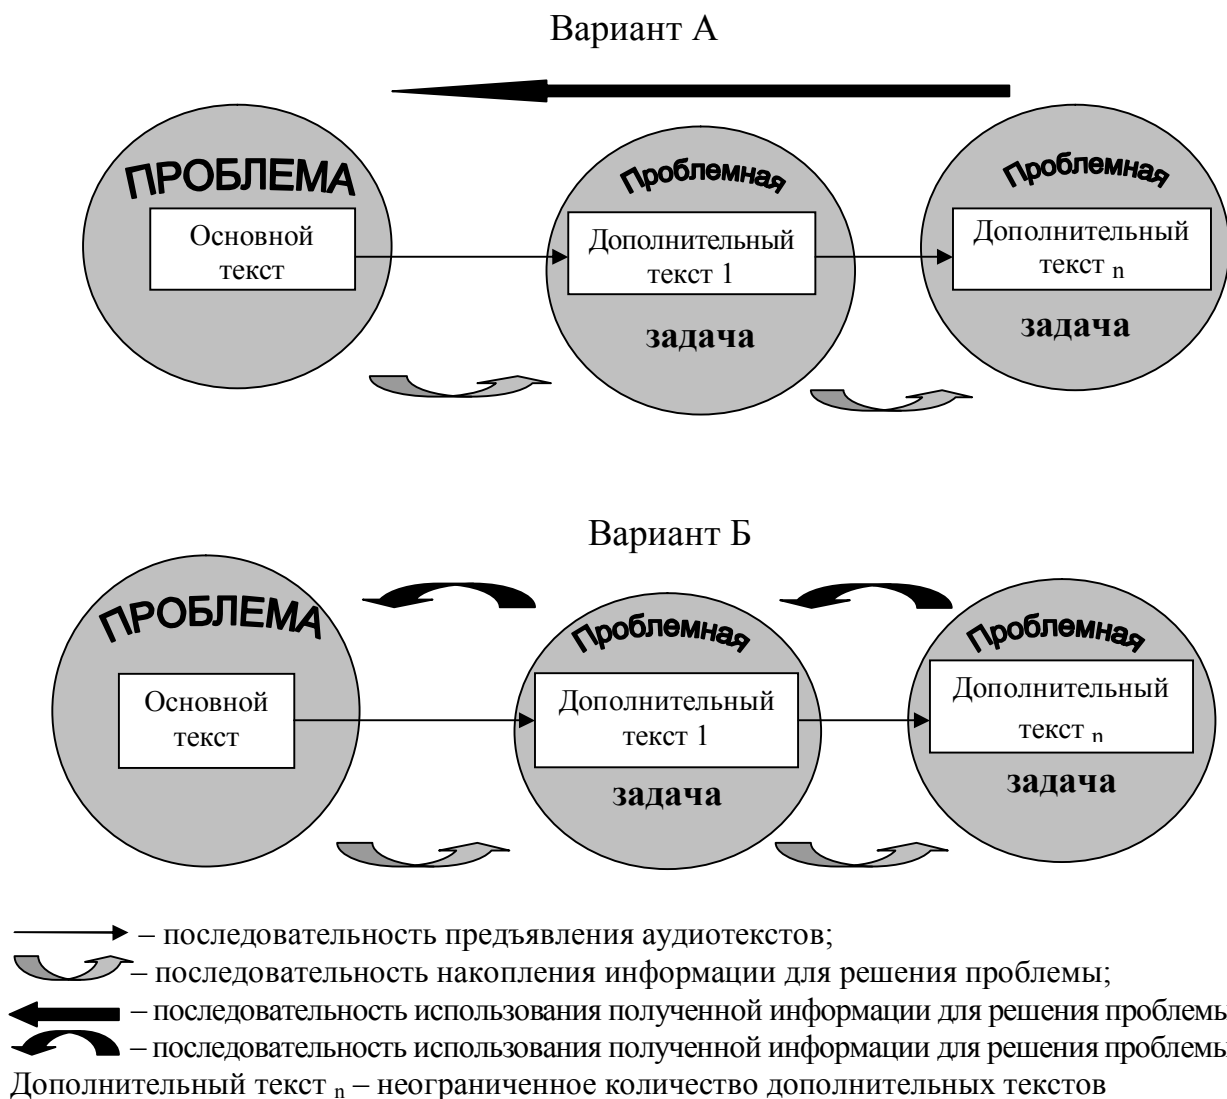 Вариант А
ПРОБЛЕМА
Основной
текст
Проблемная
Дополнительный
текст 1
задача
Проблемная
Дополнительный
текст n
задача
Вариант Б
ПРОБЛЕМА
Основной
текст
Проблемная
Дополнительный
текст 1
задача
Проблемная
Дополнительный
текст n
задача
– последовательность предъявления аудиотекстов;
– последовательность накопления информации для решения проблемы;
– последовательность использования полученной информации для решения проблемы
– последовательность использования полученной информации для решения проблемы
Дополнительный текст n – неограниченное количество дополнительных текстов